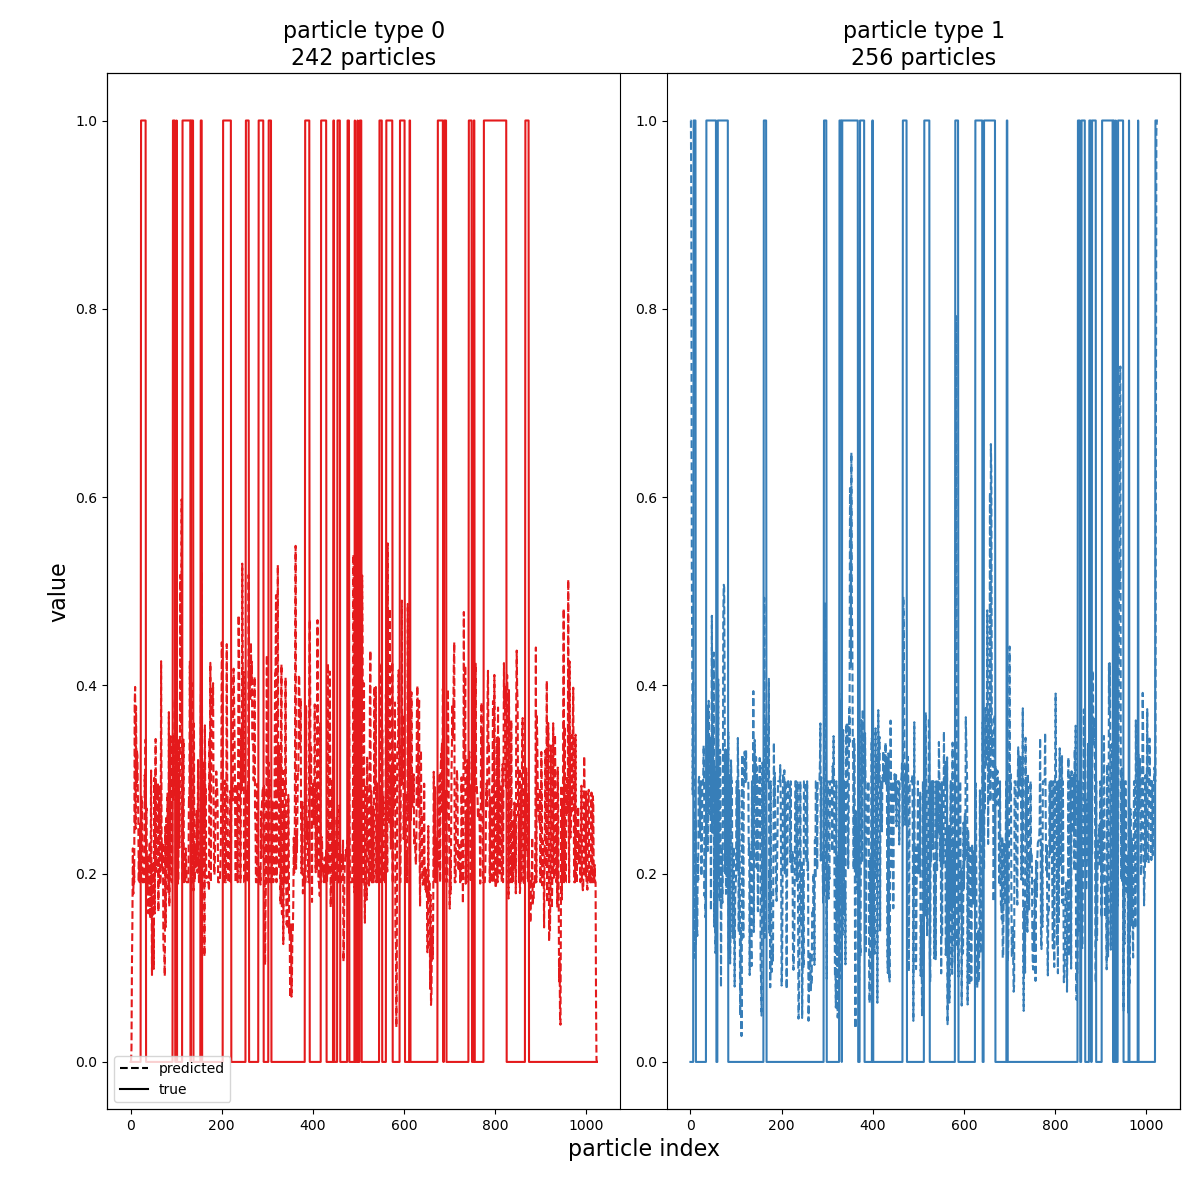 particle type 0
242 particles
particle type 1
256 particles
1.0
0.8
0.6
0.4
0.2
0.0
1.0
0.8
0.6
0.4
0.2
0.0
value
predicted
true
0 200 400 600 800 1000
0 200 400 600 800 1000
particle index